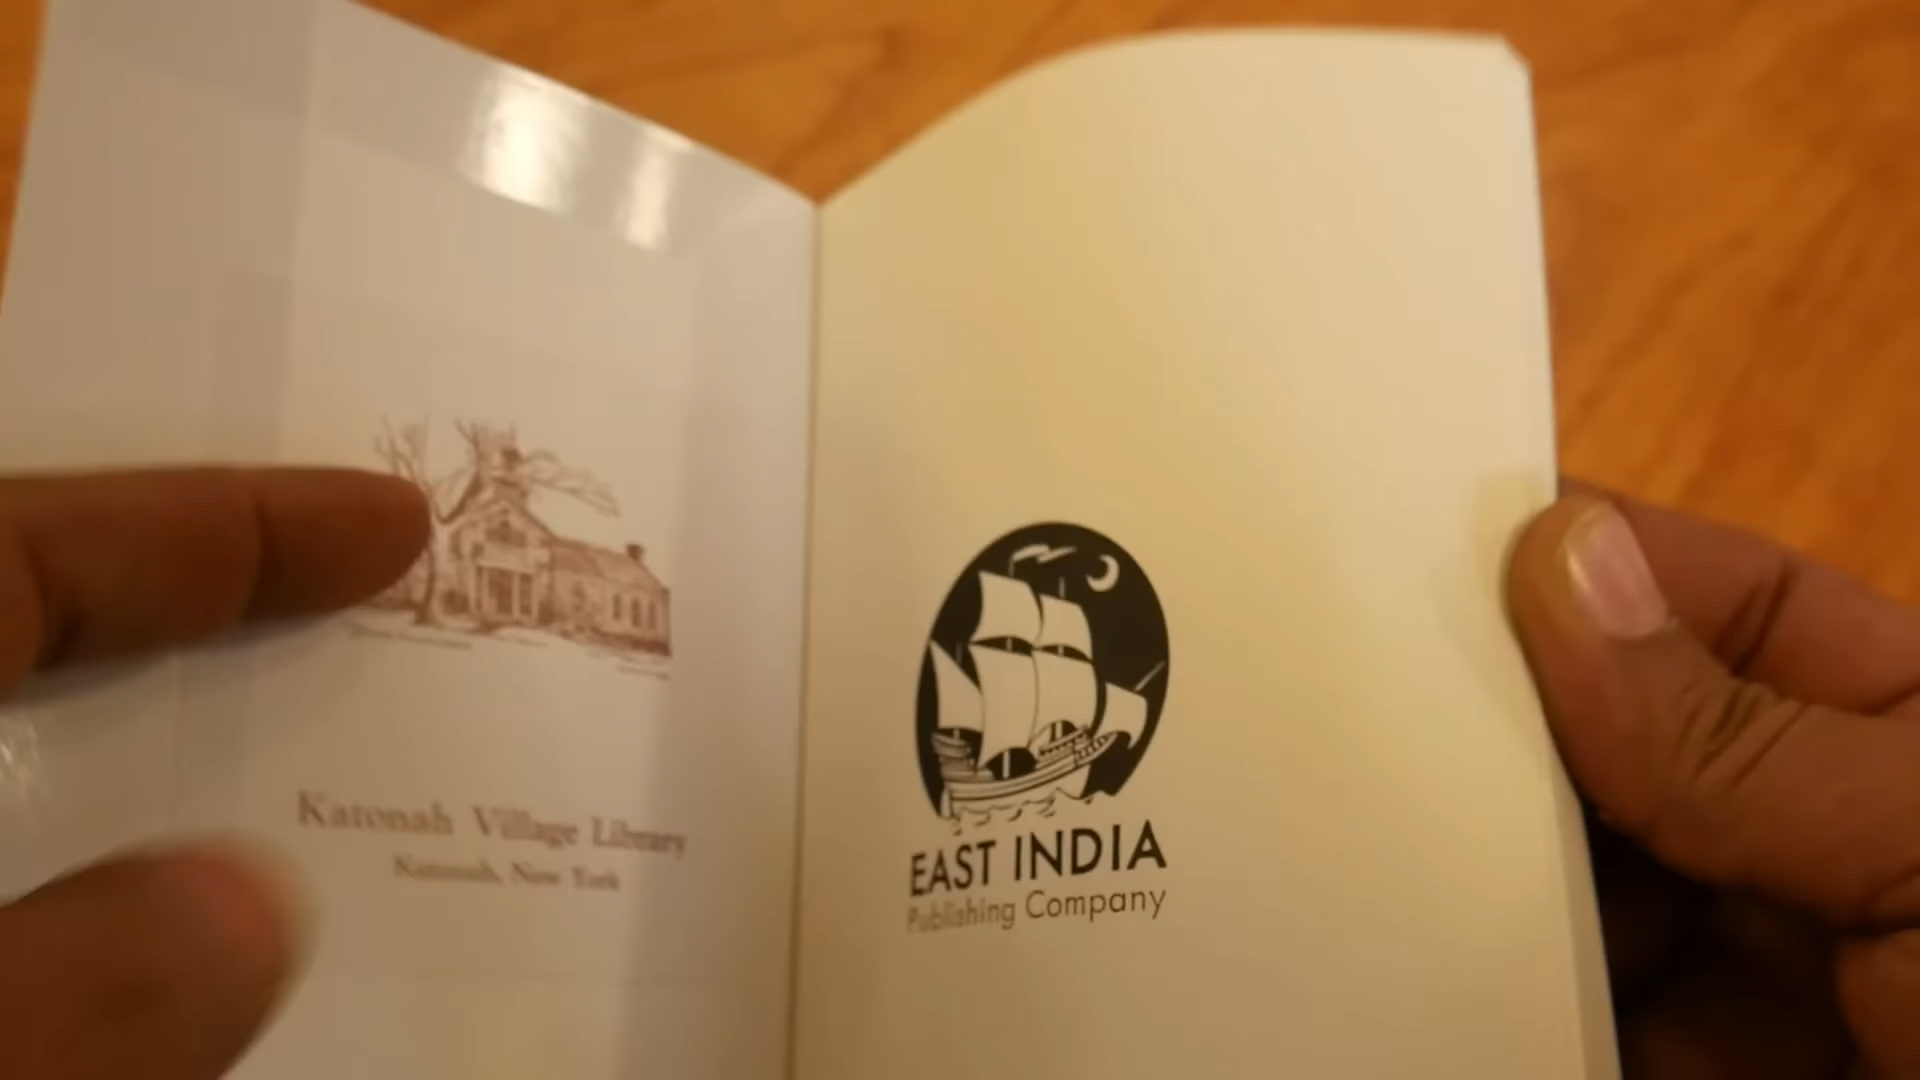 Katonah Village Library
Katonah, New York
EAST INDIA
Publishing Company